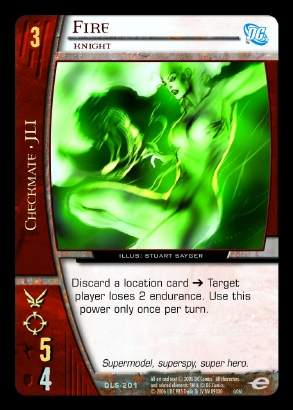 3
FIRE
KNIGHT
DC
CHECKMATE · JLI
ILLUS: STUART SAYGER
Discard a location card ➔ Target
player loses 2 endurance. Use this
power only once per turn.
5
4
Supermodel, superspy, super hero.
DLS-201